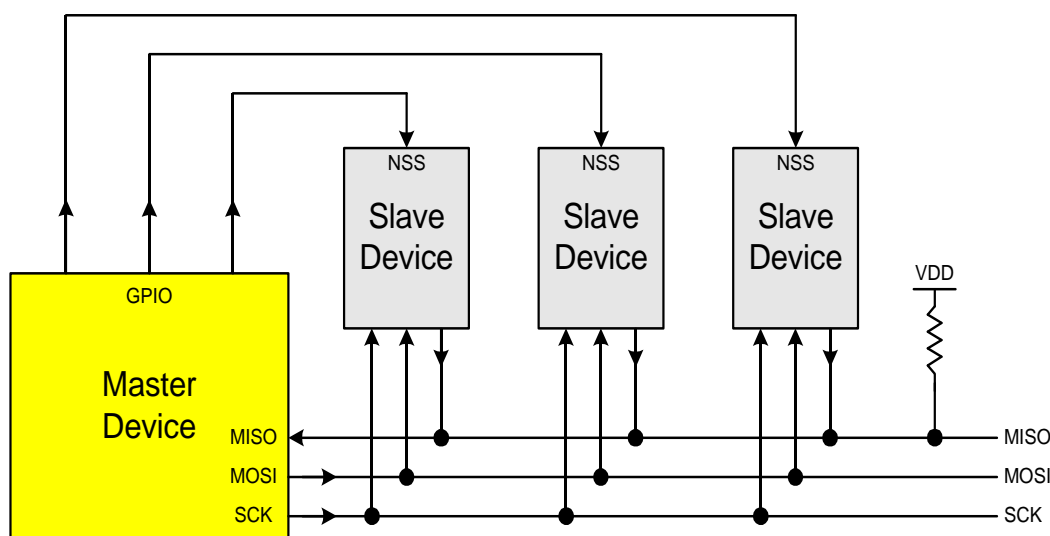 NSS
NSS
NSS
Slave
Device
Slave
Device
Slave
Device
VDD
GPIO
Master
Device
MISO
MISO
MOSI
MOSI
SCK
SCK